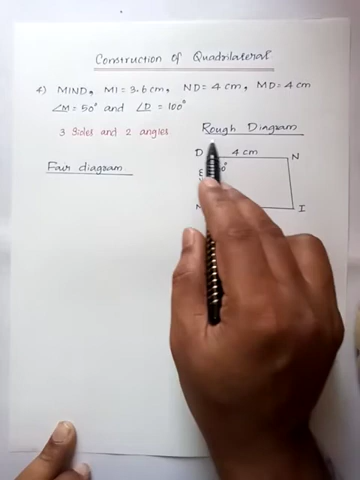 Construction of Quadrilateral
4) MIND, MI = 3.6 cm, ND = 4 cm, MD = 4 cm
∠M = 50° and ∠D = 100°
3 Sides and 2 angles
Rough Diagram
Fair diagram
D 4 cm N
I